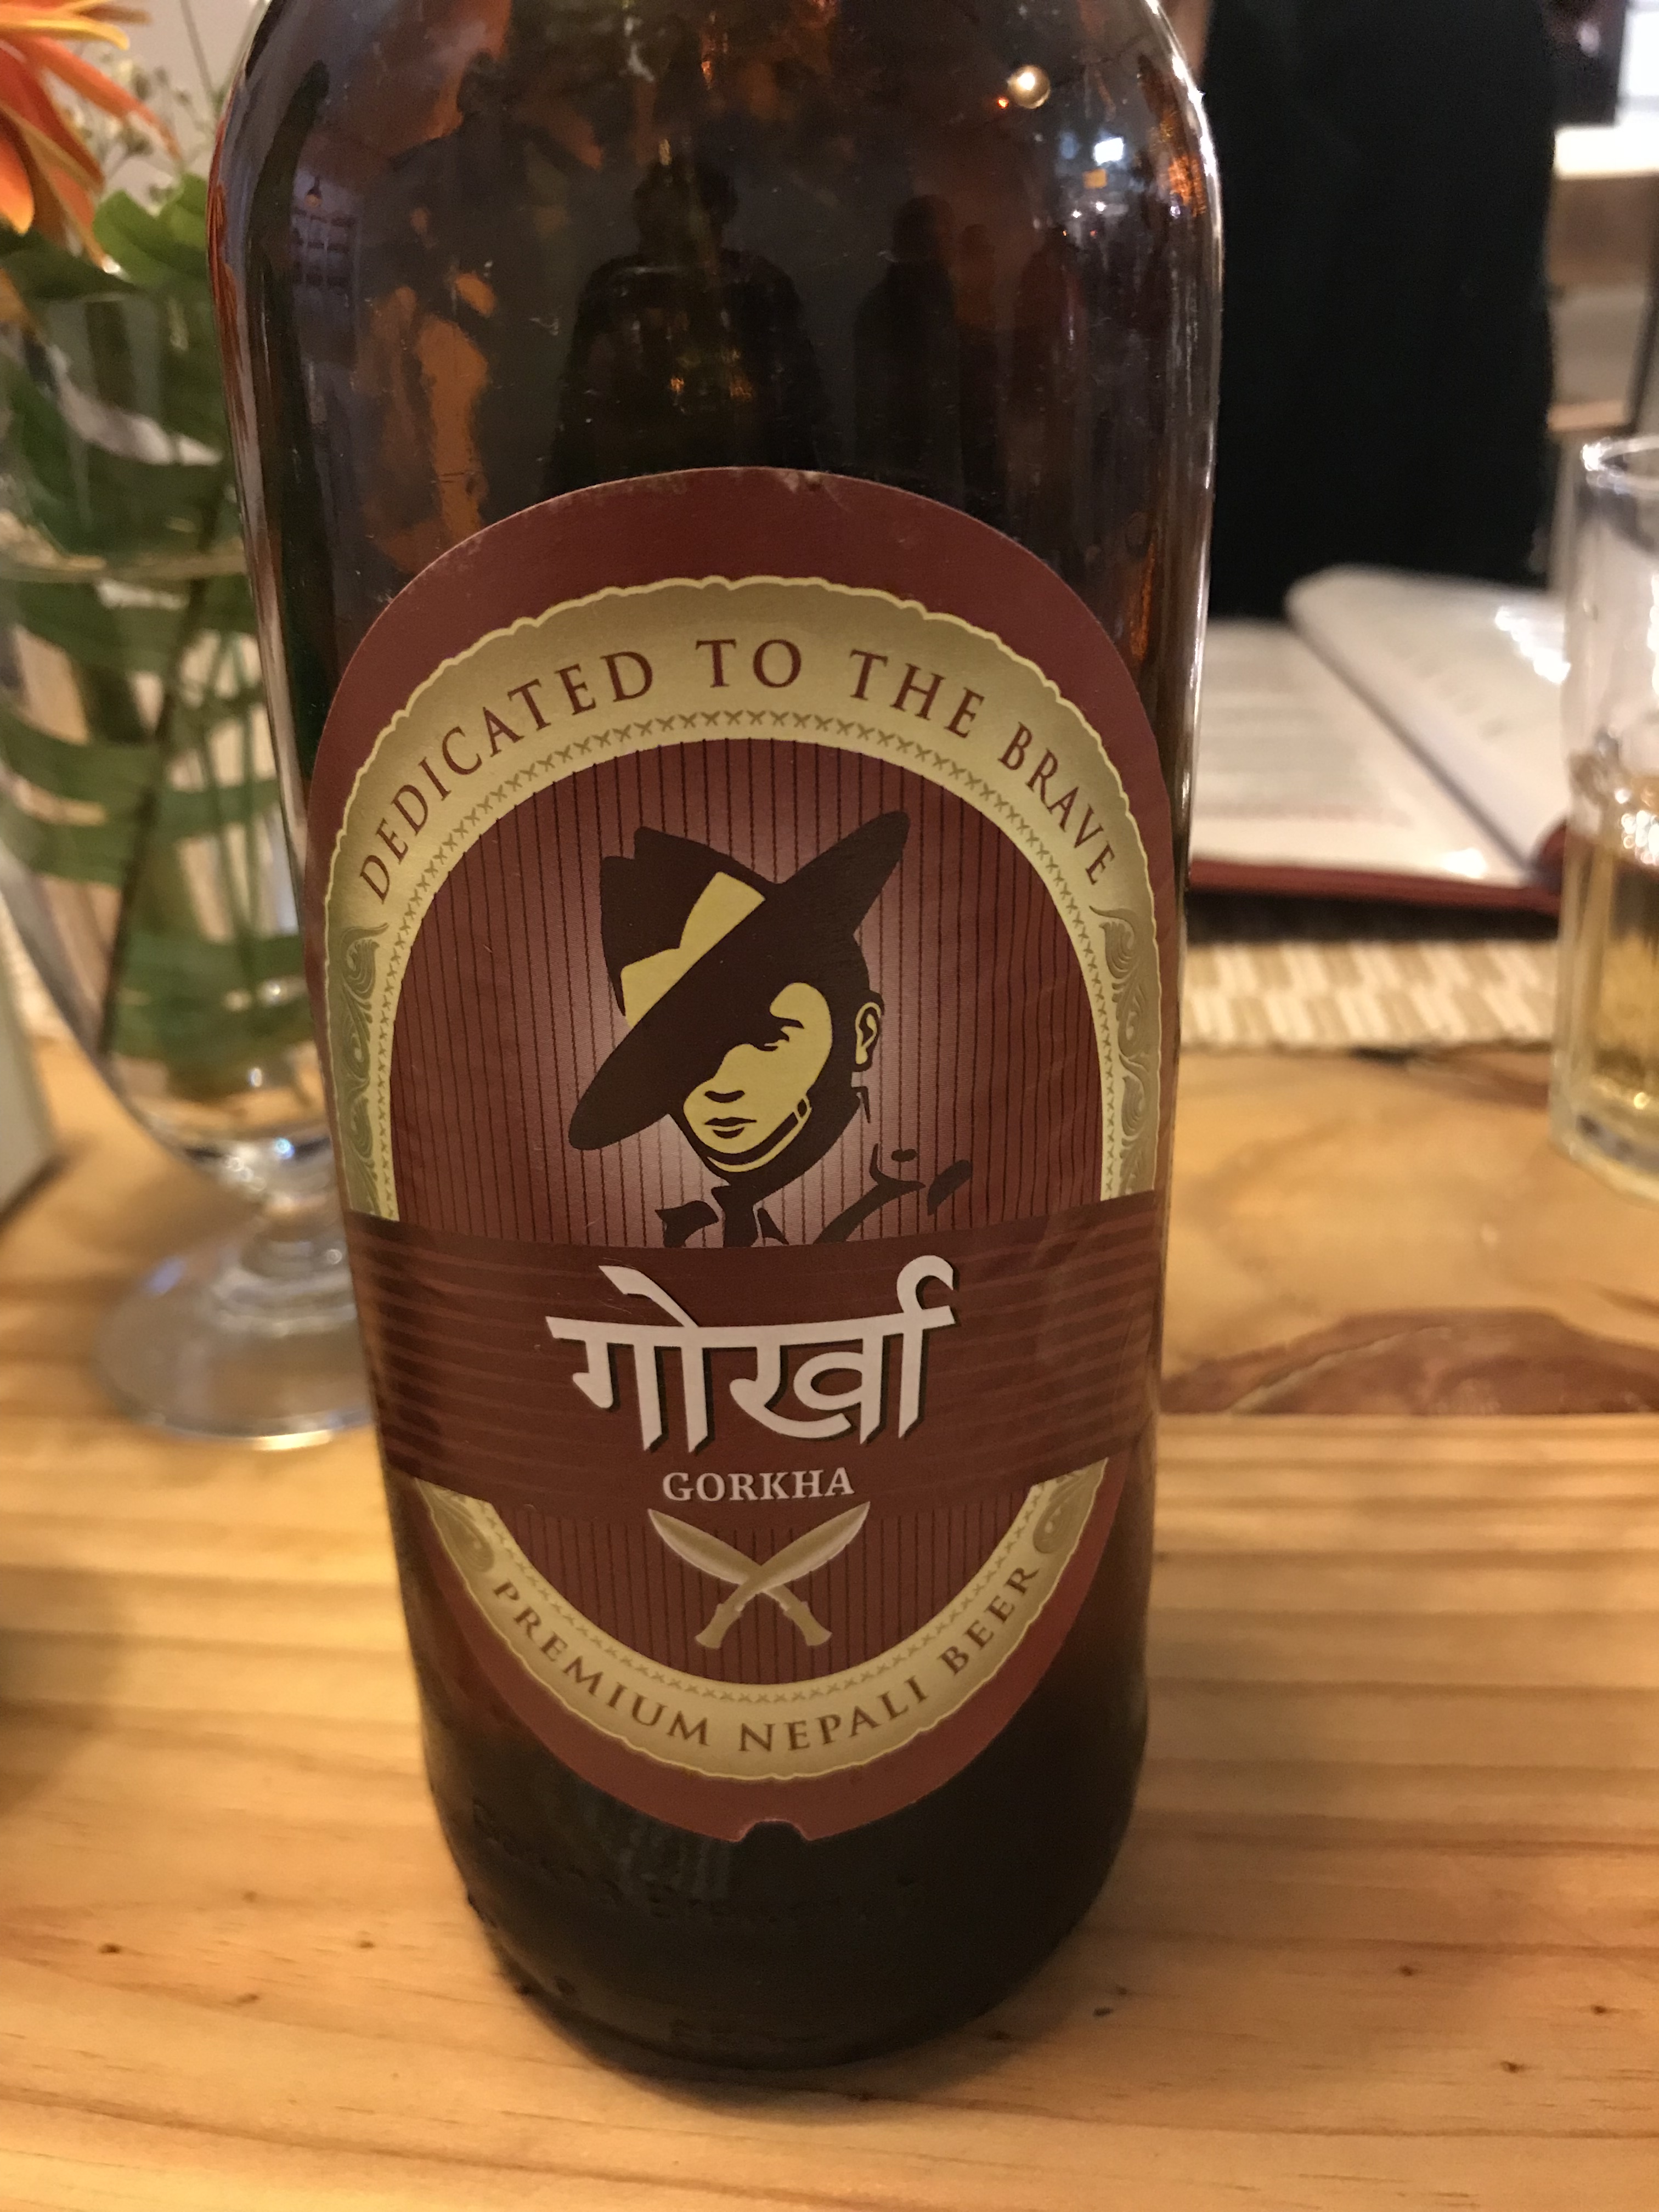 DEDICATED TO THE BRAVE
गोर्खा
GORKHA
PREMIUM NEPALI BEER